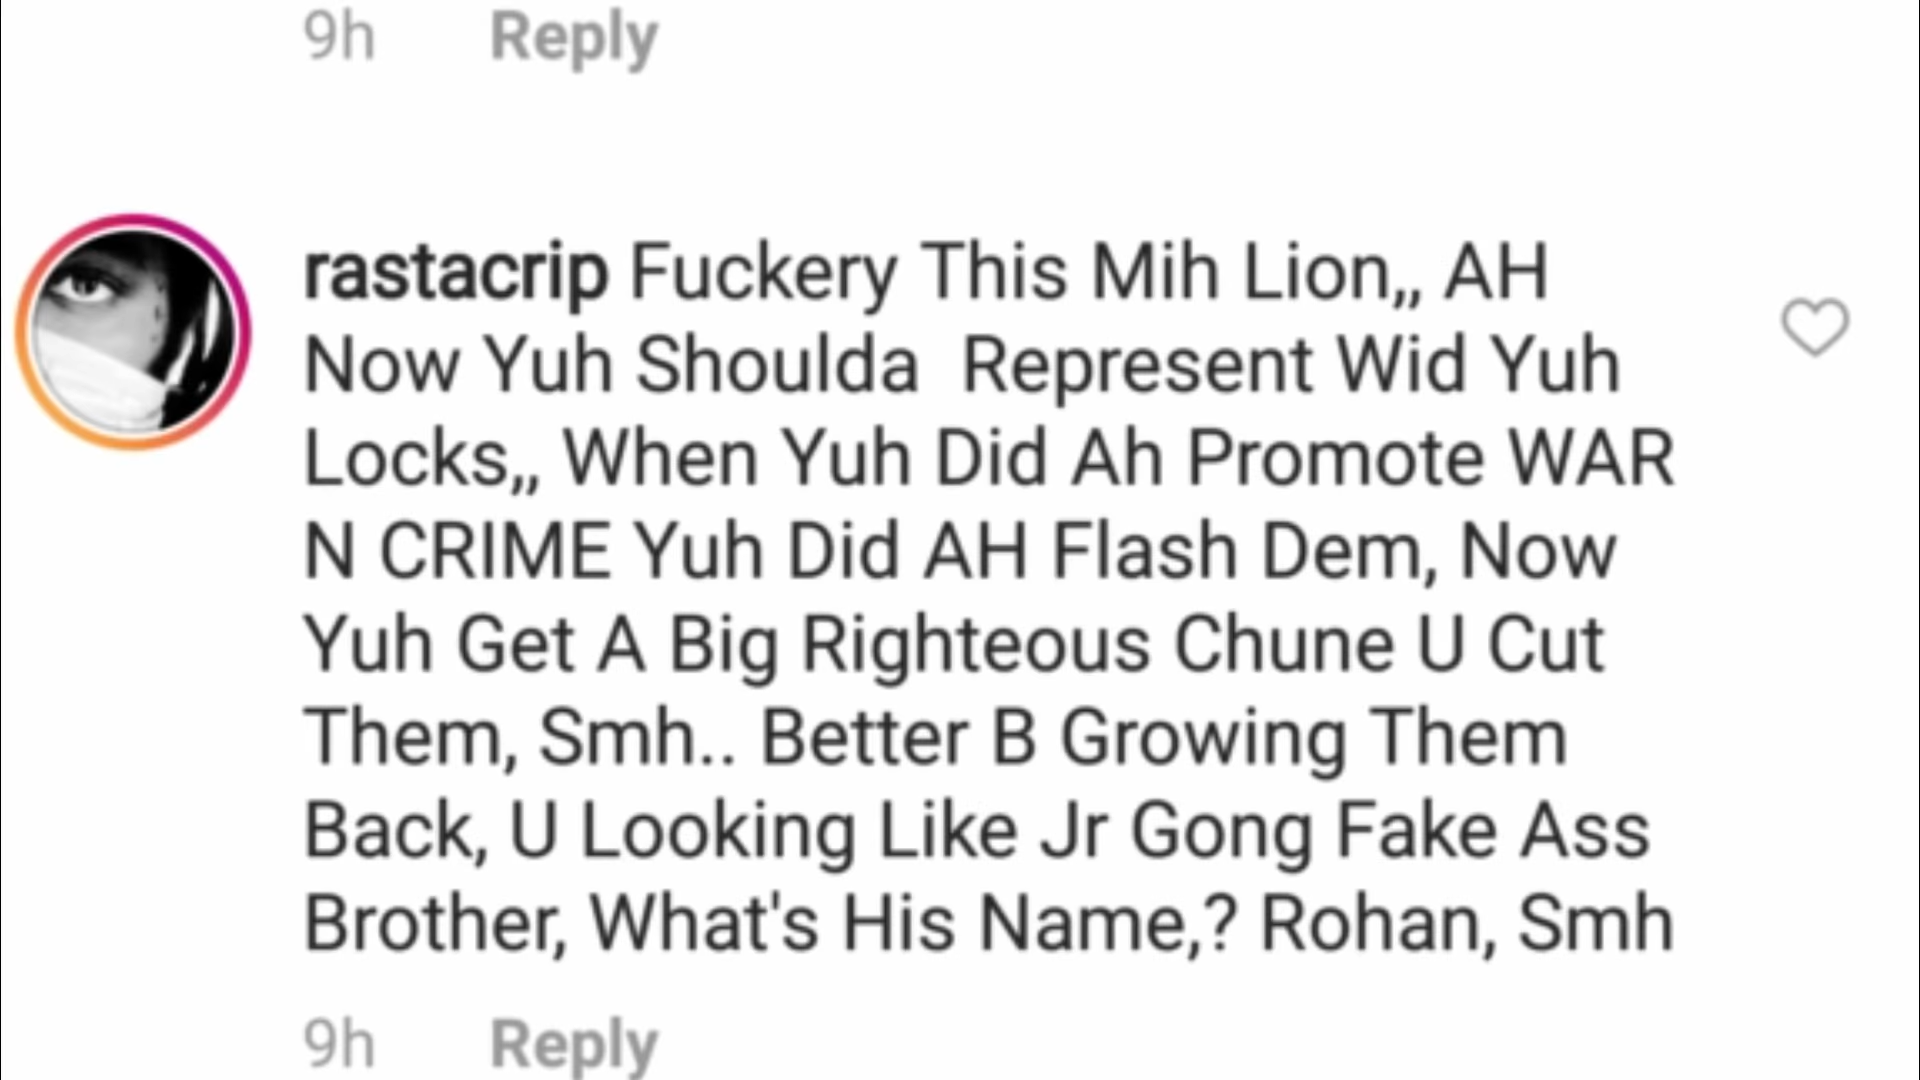 9h Reply
rastacrip Fuckery This Mih Lion,, AH
Now Yuh Shoulda  Represent Wid Yuh
Locks,, When Yuh Did Ah Promote WAR
N CRIME Yuh Did AH Flash Dem, Now
Yuh Get A Big Righteous Chune U Cut
Them, Smh.. Better B Growing Them
Back, U Looking Like Jr Gong Fake Ass
Brother, What's His Name,? Rohan, Smh
9h Reply